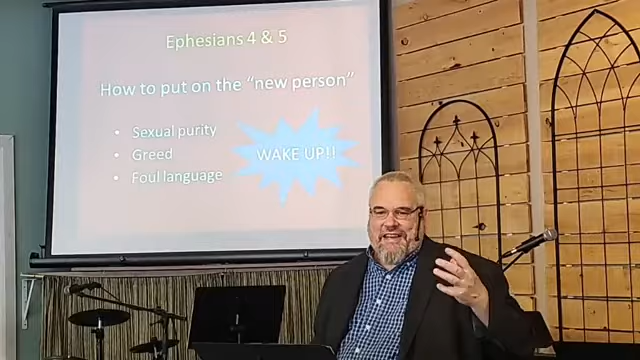 Ephesians 4 & 5
How to put on the “new person”
• Sexual purity
• Greed
• Foul language
WAKE UP!!